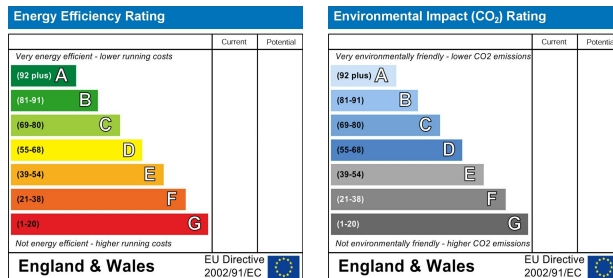 Energy Efficiency Rating
Current Potential
Very energy efficient - lower running costs
(92 plus) A
(81-91) B
(69-80) C
(55-68) D
(39-54) E
(21-38) F
(1-20) G
Not energy efficient - higher running costs
England & Wales
EU Directive
2002/91/EC
Environmental Impact (CO₂) Rating
Current Potential
Very environmentally friendly - lower CO2 emissions
(92 plus) A
(81-91) B
(69-80) C
(55-68) D
(39-54) E
(21-38) F
(1-20) G
Not environmentally friendly - higher CO2 emissions
England & Wales
EU Directive
2002/91/EC